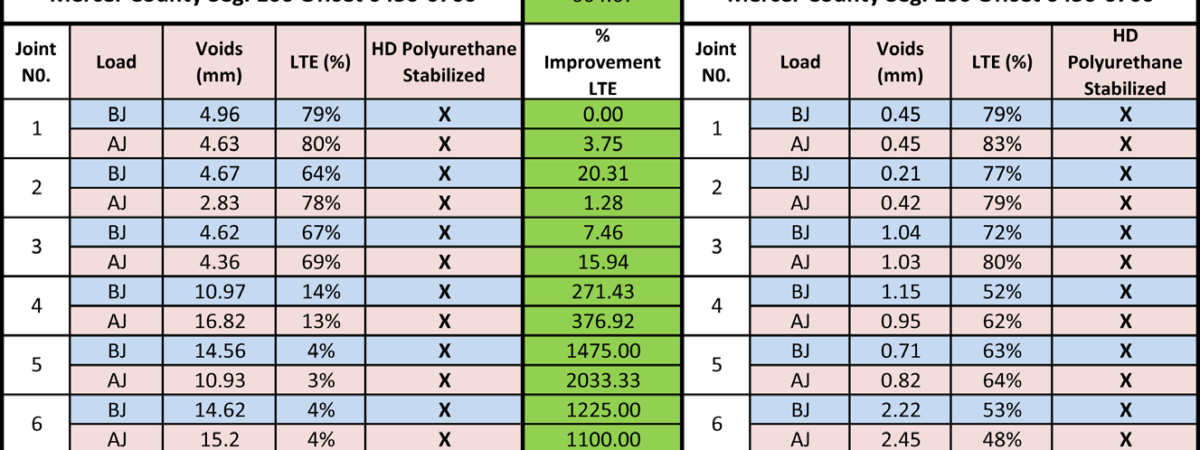 Joint N0. Load Voids (mm) LTE (%) HD Polyurethane Stabilized % Improvement LTE Joint N0. Load Voids (mm) LTE (%) HD Polyurethane Stabilized
1 BJ 4.96 79% X 0.00 1 BJ 0.45 79% X
AJ 4.63 80% X 3.75 AJ 0.45 83% X
2 BJ 4.67 64% X 20.31 2 BJ 0.21 77% X
AJ 2.83 78% X 1.28 AJ 0.42 79% X
3 BJ 4.62 67% X 7.46 3 BJ 1.04 72% X
AJ 4.36 69% X 15.94 AJ 1.03 80% X
4 BJ 10.97 14% X 271.43 4 BJ 1.15 52% X
AJ 16.82 13% X 376.92 AJ 0.95 62% X
5 BJ 14.56 4% X 1475.00 5 BJ 0.71 63% X
AJ 10.93 3% X 2033.33 AJ 0.82 64% X
6 BJ 14.62 4% X 1225.00 6 BJ 2.22 53% X
AJ 15.2 4% X 1100.00 AJ 2.45 48% X